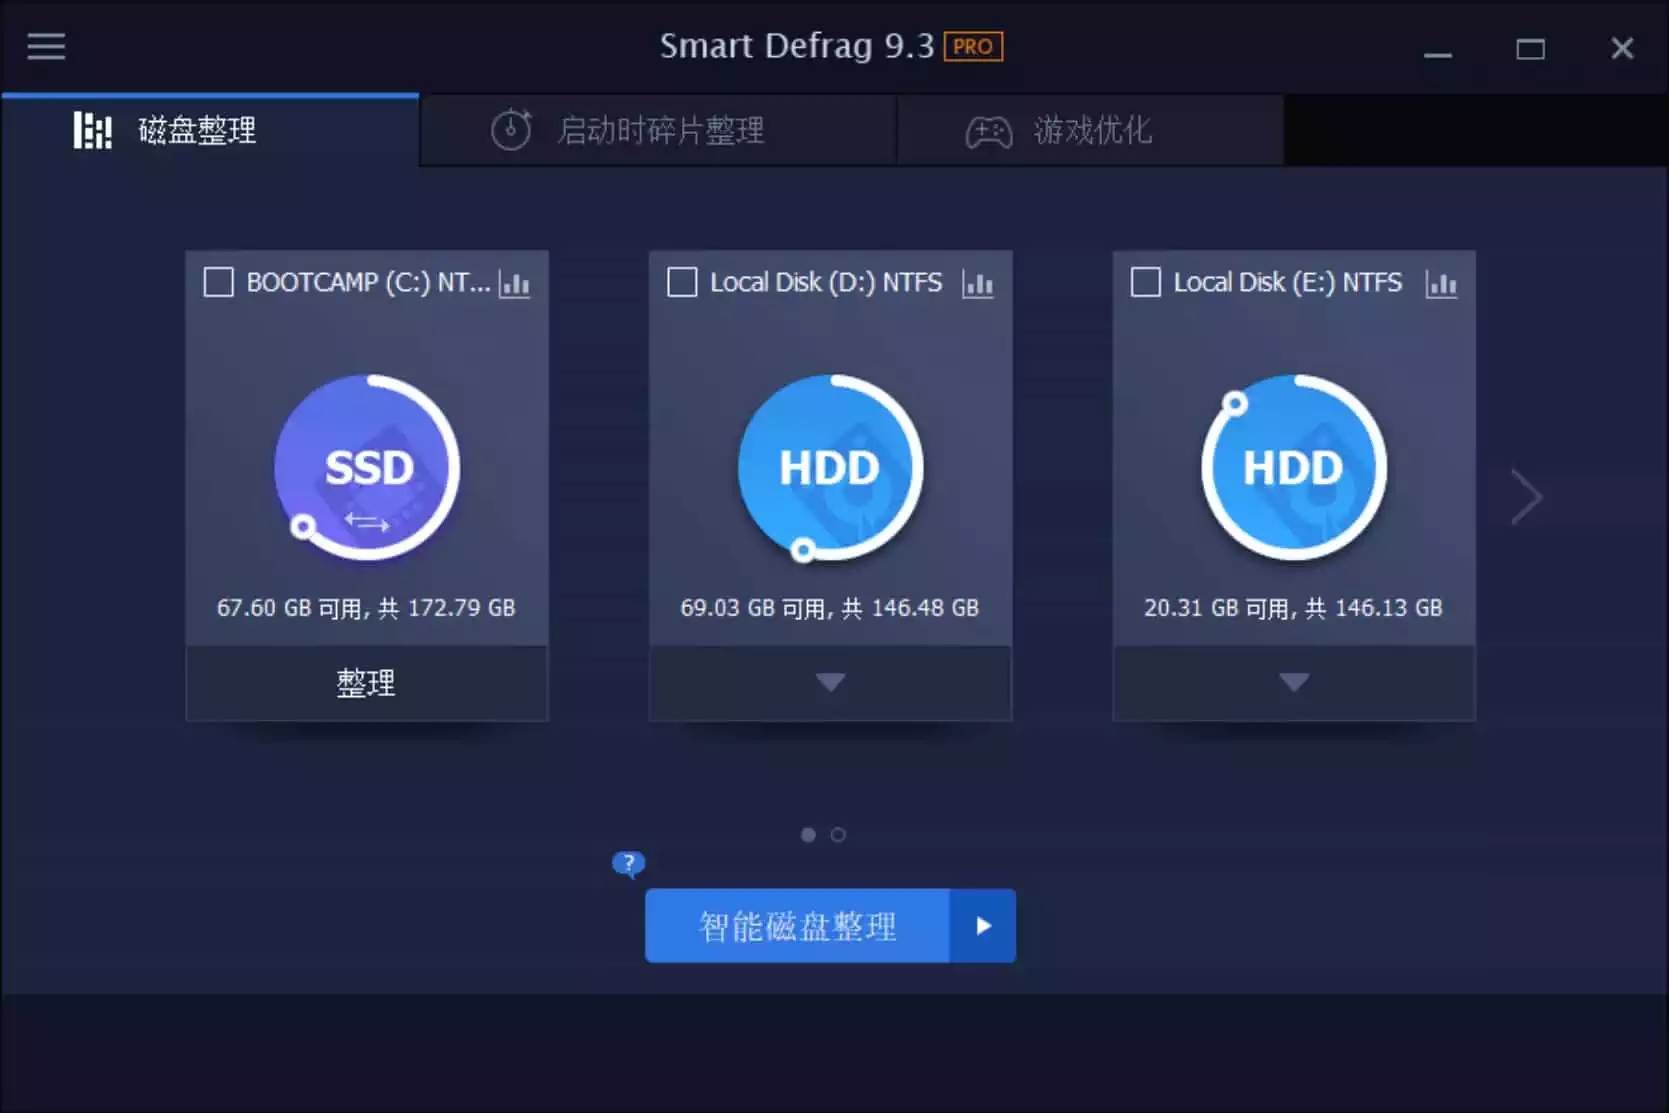 Smart Defrag 9.3 PRO
磁盘整理
启动时碎片整理
游戏优化
BOOTCAMP (C:) NT...
SSD
67.60 GB 可用, 共 172.79 GB
整理
Local Disk (D:) NTFS
HDD
69.03 GB 可用, 共 146.48 GB
Local Disk (E:) NTFS
HDD
20.31 GB 可用, 共 146.13 GB
?
智能磁盘整理